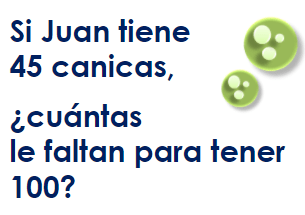 Si Juan tiene
45 canicas,
¿cuántas
le faltan para tener
100?